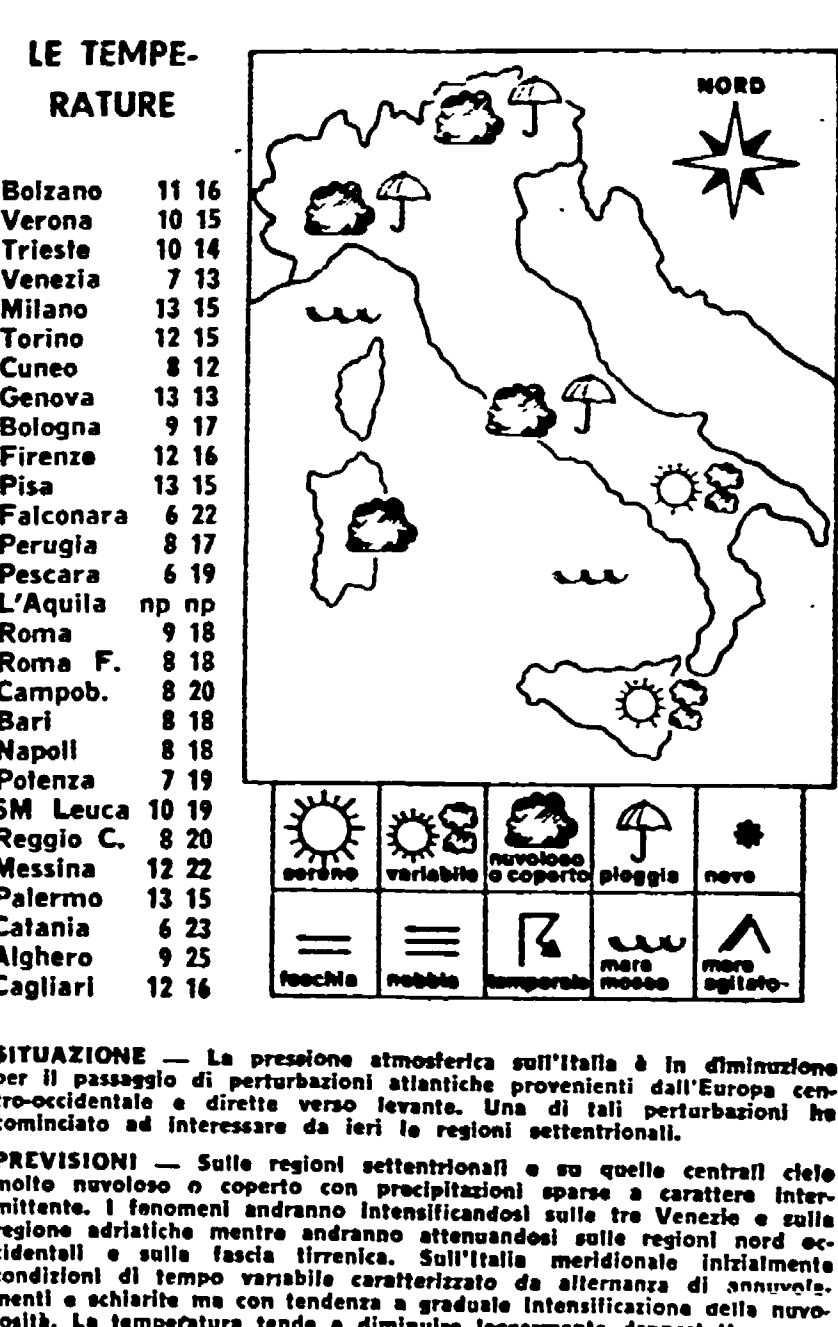 LE TEMPE-
RATURE
NORD
Bolzano 11 16
Verona 10 15
Trieste 10 14
Venezia 7 13
Milano 13 15
Torino 12 15
Cuneo 8 12
Genova 13 13
Bologna 9 17
Firenze 12 16
Pisa 13 15
Falconara 6 22
Perugia 8 17
Pescara 6 19
L'Aquila np np
Roma 9 18
Roma F. 8 18
Campob. 8 20
Bari 8 18
Napoli 8 18
Potenza 7 19
SM Leuca 10 19
Reggio C. 8 20
Messina 12 22
Palermo 13 15
Catania 6 23
Alghero 9 25
Cagliari 12 16
sereno
variabile
nuvoloso
o coperto
pioggia
neve
foschia
nebbia
temporale
mare
mosso
mare
agitato
SITUAZIONE — La pressione atmosferica sull'Italia è in diminuzione
per il passaggio di perturbazioni atlantiche provenienti dall'Europa cen-
tro-occidentale e dirette verso levante. Una di tali perturbazioni ha
cominciato ad interessare da ieri le regioni settentrionali.
PREVISIONI — Sulle regioni settentrionali e su quelle centrali cielo
molto nuvoloso o coperto con precipitazioni sparse a carattere inter-
mittente. I fenomeni andranno intensificandosi sulle tre Venezie e sulla
regione adriatiche mentre andranno attenuandosi sulle regioni nord oc-
cidentali e sulla fascia tirrenica. Sull'Italia meridionale inizialmente
condizioni di tempo variabile caratterizzato da alternanza di annuvola-
menti e schiarite ma con tendenza a graduale intensificazione della nuvo-
losità. La temperatura tende a diminuire leggermente